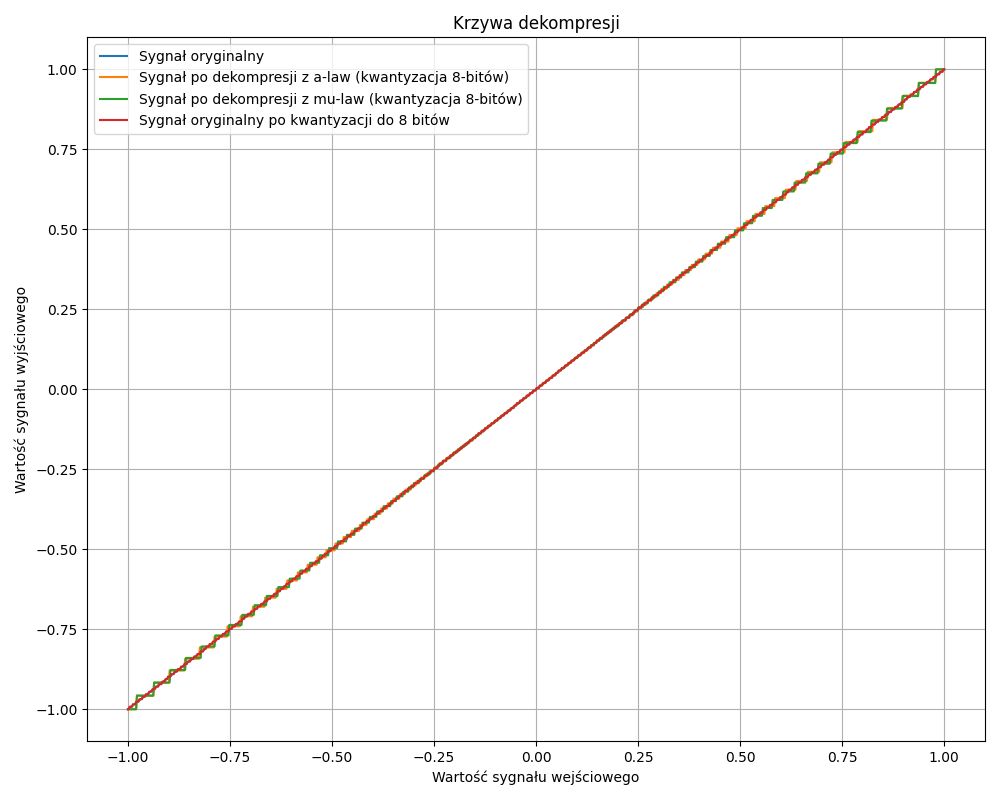 Krzywa dekompresji
Sygnał oryginalny
Sygnał po dekompresji z a-law (kwantyzacja 8-bitów)
Sygnał po dekompresji z mu-law (kwantyzacja 8-bitów)
Sygnał oryginalny po kwantyzacji do 8 bitów
1.00
0.75
0.50
0.25
0.00
−0.25
−0.50
−0.75
−1.00
Wartość sygnału wyjściowego
−1.00 −0.75 −0.50 −0.25 0.00 0.25 0.50 0.75 1.00
Wartość sygnału wejściowego